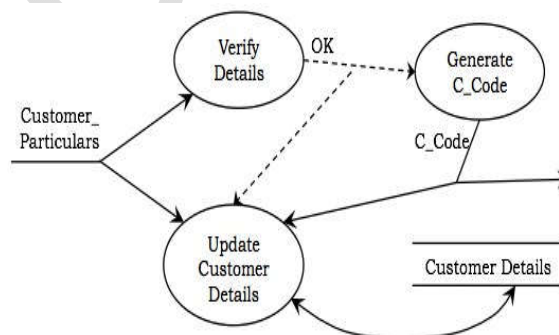 Verify
Details
OK
Generate
C_Code
Customer_
Particulars
C_Code
Update
Customer
Details
Customer Details